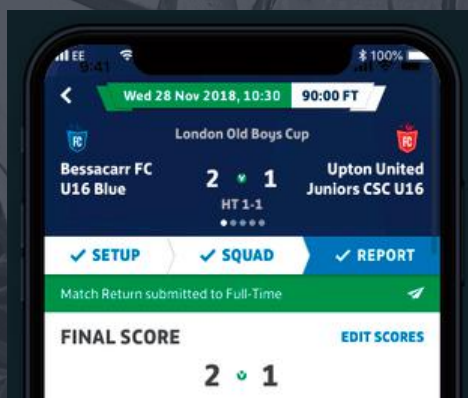 EE
9:41
100%
Wed 28 Nov 2018, 10:30
90:00 FT
London Old Boys Cup
FC
FC
Bessacarr FC
U16 Blue
2 1
Upton United
Juniors CSC U16
HT 1-1
SETUP
SQUAD
REPORT
Match Return submitted to Full-Time
FINAL SCORE
EDIT SCORES
2 1